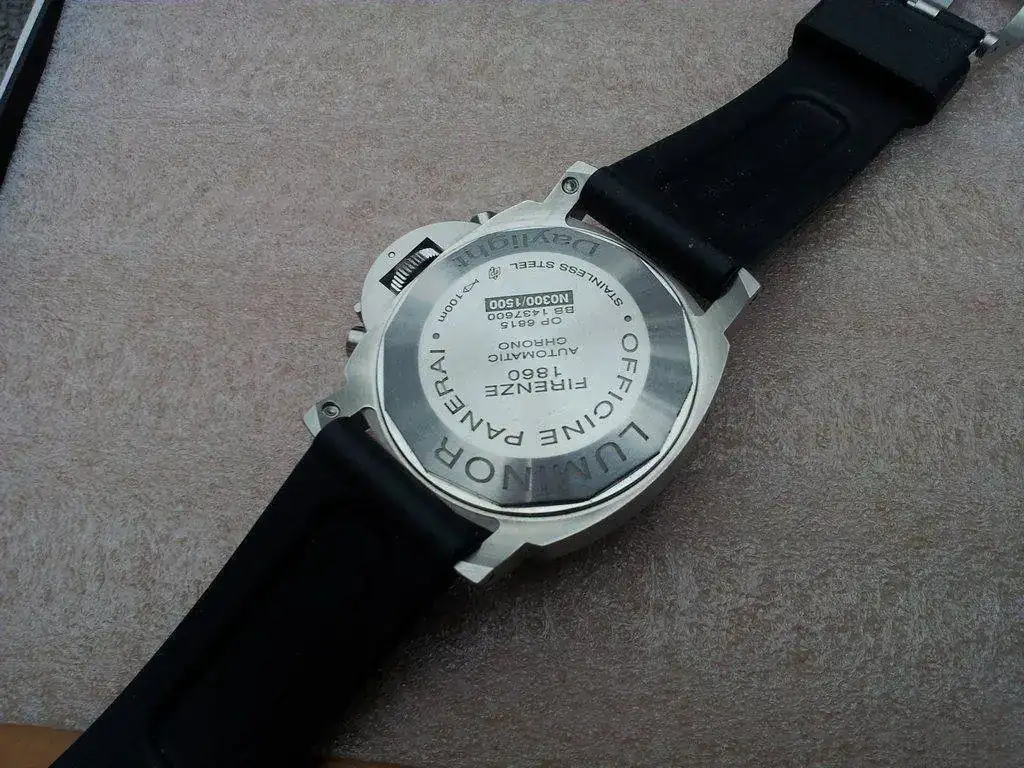 LUMINOR
Daylight
OFFICINE PANERAI
FIRENZE
1860
AUTOMATIC
CHRONO
OP 6615
BB 1437600
N0300/1500
100m
STAINLESS STEEL